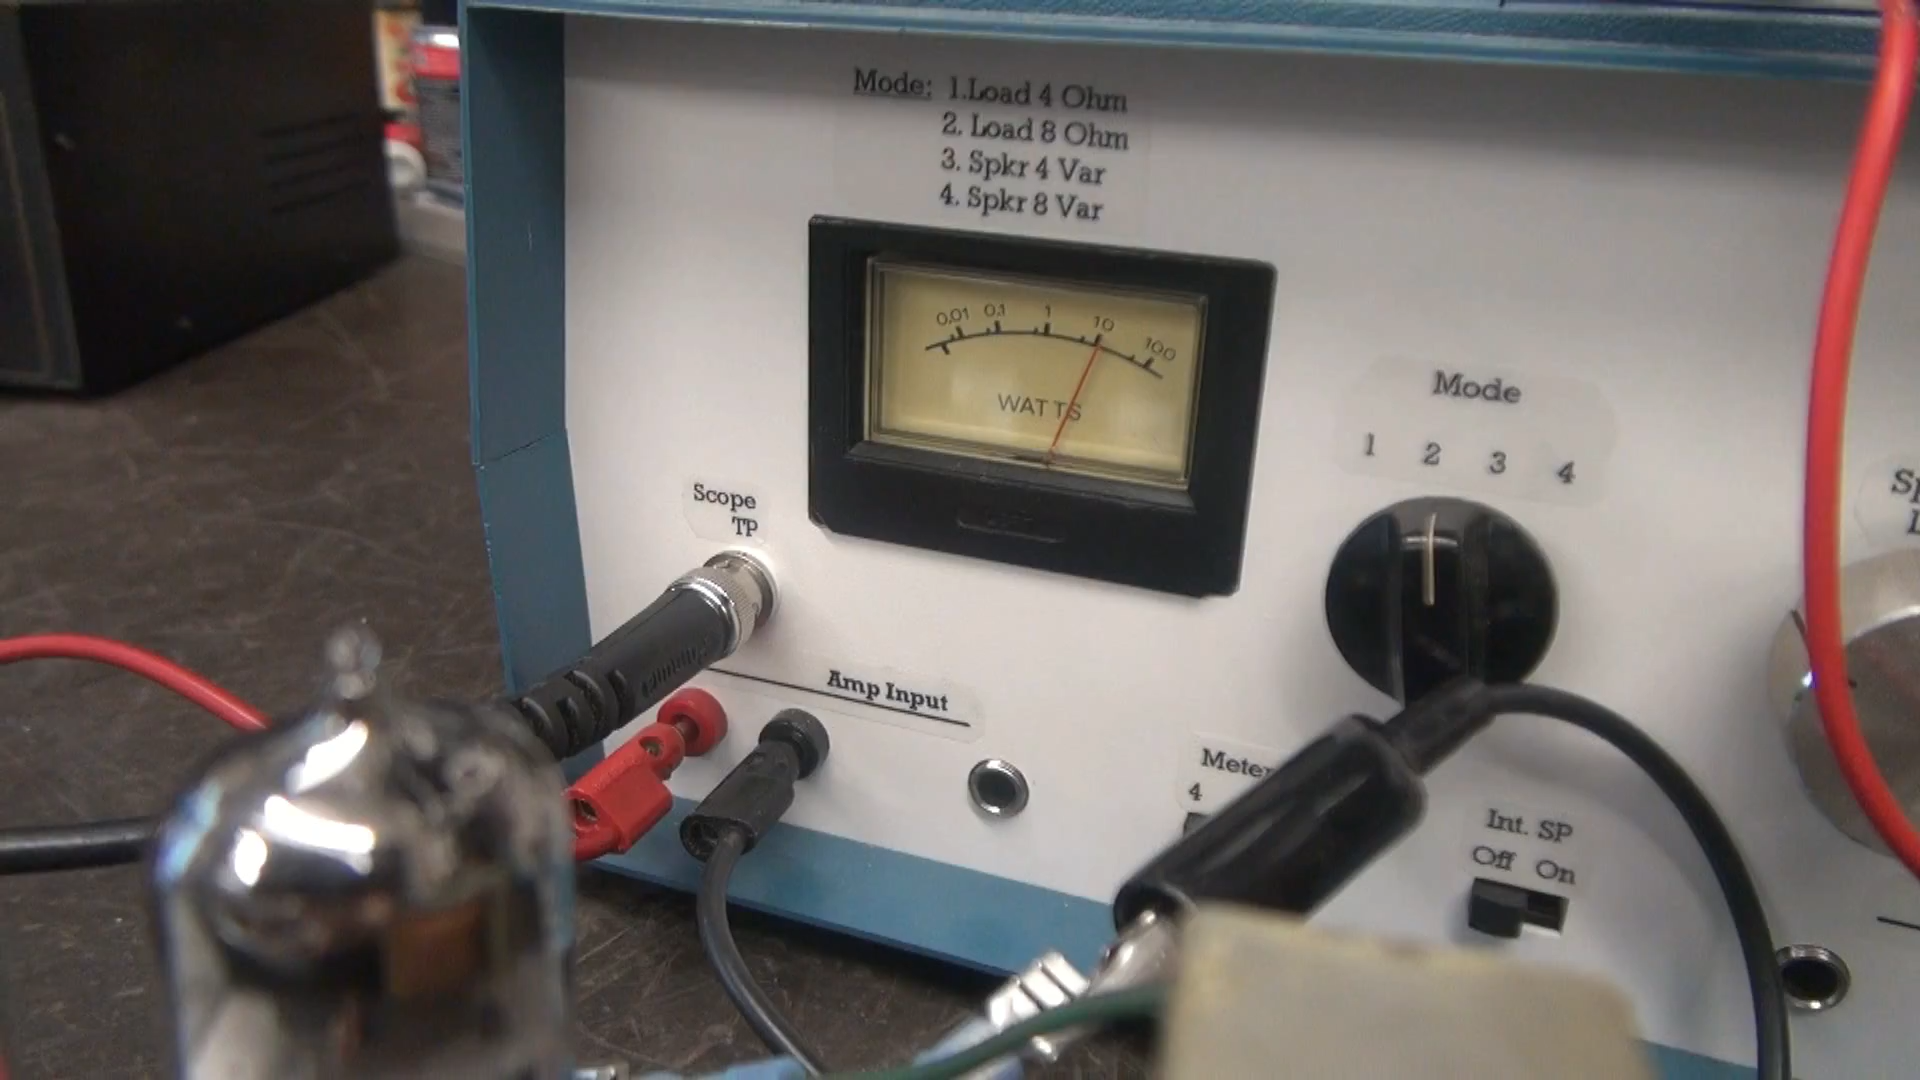 Mode: 1.Load 4 Ohm
2. Load 8 Ohm
3. Spkr 4 Var
4. Spkr 8 Var
0.01 0.1 1 10 100
WATTS
Mode
1 2 3 4
Scope
TP
Amp Input
Meter
4
Int. SP
Off On